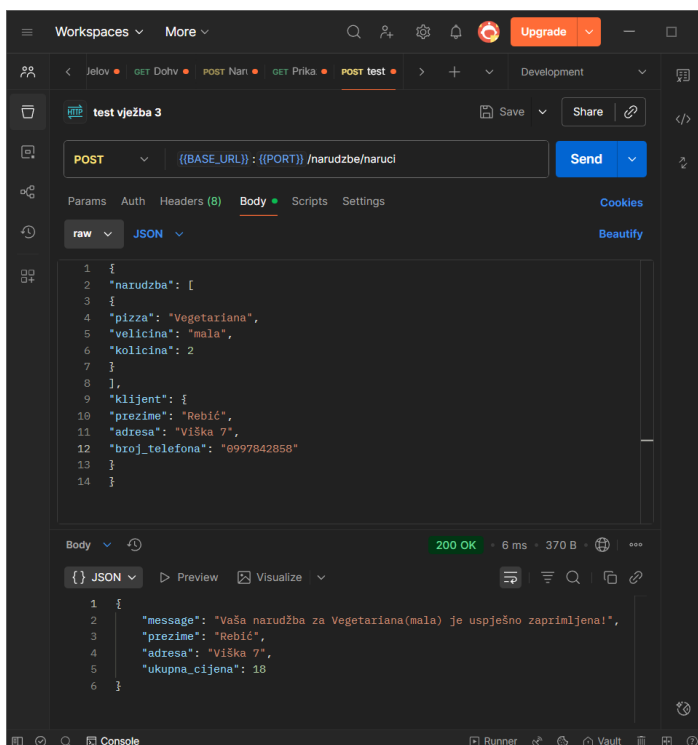 Workspaces More Upgrade
Jelov GET Dohv POST Naru GET Prika POST test Development
HTTP test vježba 3 Save Share
POST {{BASE_URL}} : {{PORT}} /narudzbe/naruci Send
Params Auth Headers (8) Body Scripts Settings Cookies
raw JSON Beautify
1 {
2 "narudzba": [
3 {
4 "pizza": "Vegetariana",
5 "velicina": "mala",
6 "kolicina": 2
7 }
8 ],
9 "klijent": {
10 "prezime": "Rebić",
11 "adresa": "Viška 7",
12 "broj_telefona": "0997842858"
13 }
14 }
Body 200 OK • 6 ms • 370 B
{} JSON Preview Visualize
1 {
2 "message": "Vaša narudžba za Vegetariana(mala) je uspješno zaprimljena!",
3 "prezime": "Rebić",
4 "adresa": "Viška 7",
5 "ukupna_cijena": 18
6 }
Console Runner Vault